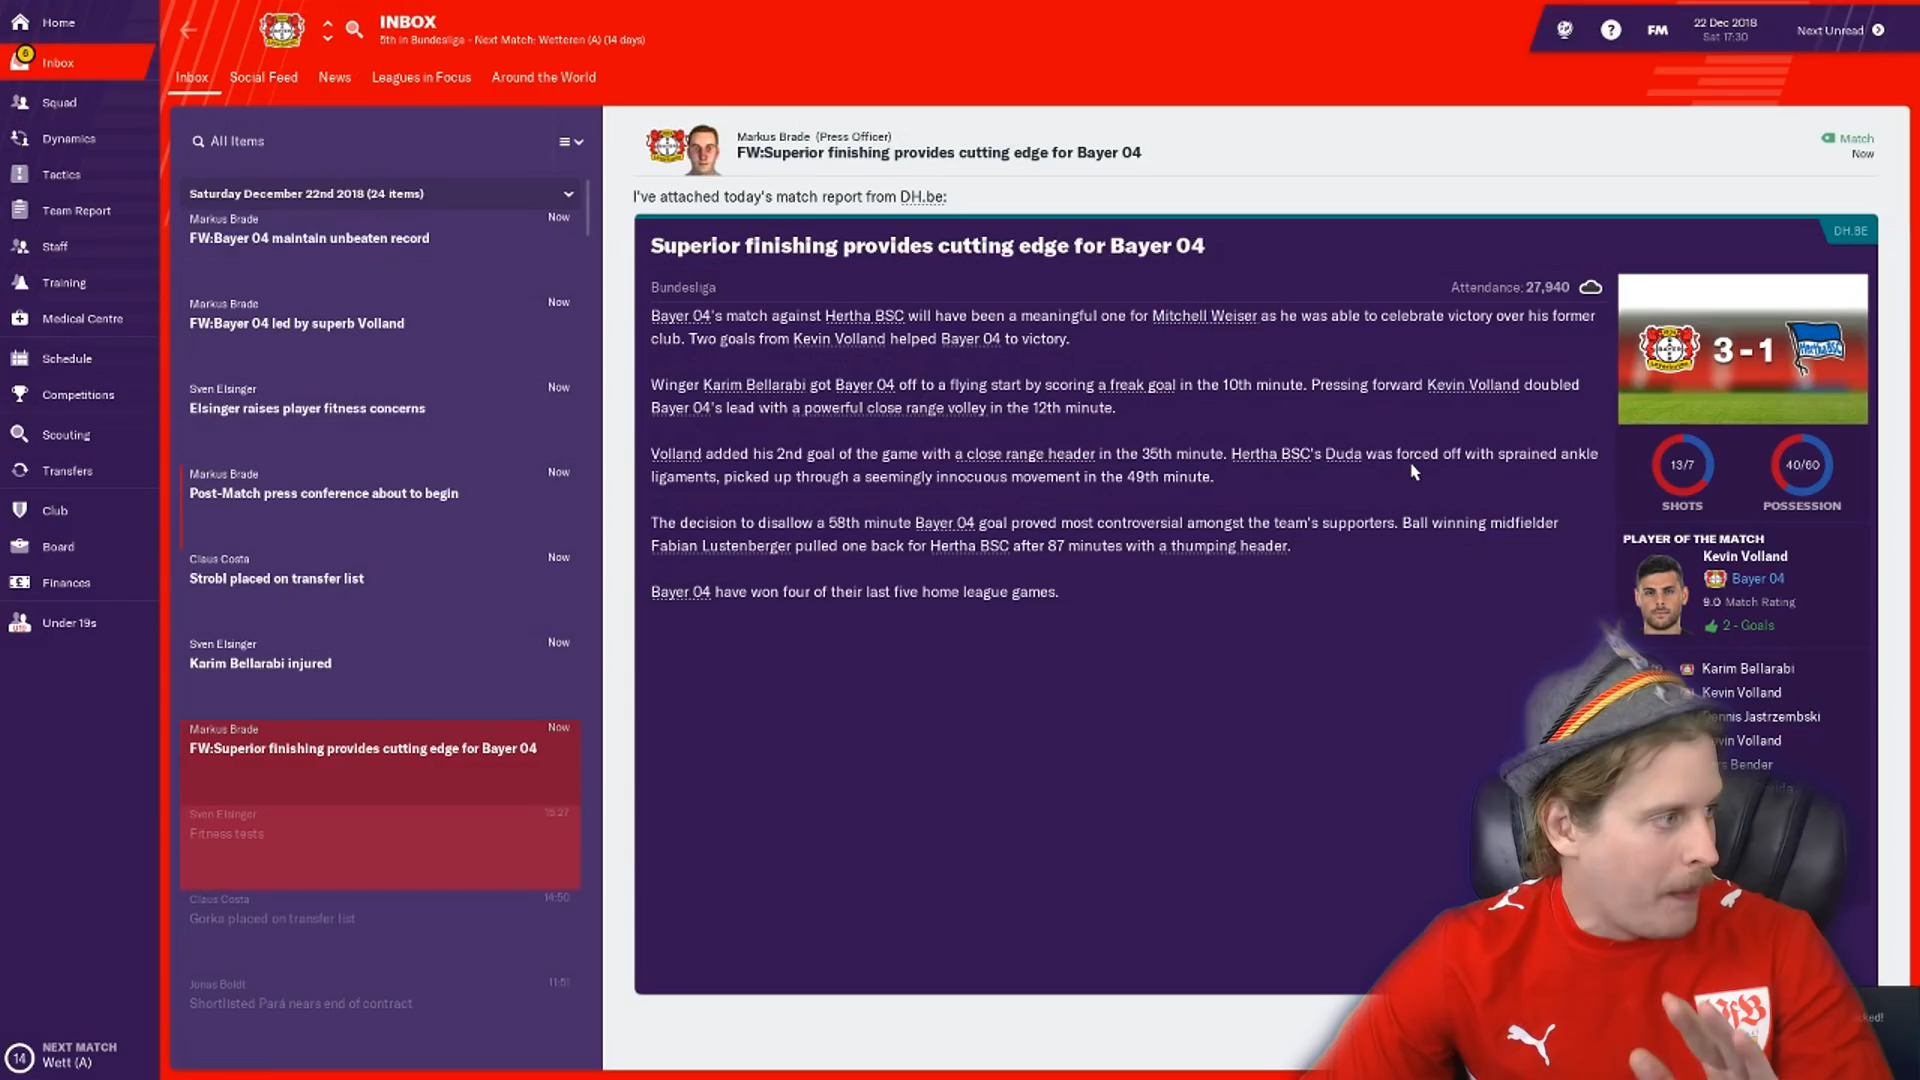 Home
6
Inbox
Squad
Dynamics
Tactics
Team Report
Staff
Training
Medical Centre
Schedule
Competitions
Scouting
Transfers
Club
Board
Finances
Under 19s
14
NEXT MATCH
Wett (A)
INBOX
5th in Bundesliga - Next Match: Wetteren (A) (14 days)
FM
22 Dec 2018
Sat 17:30
Next Unread
Inbox
Social Feed
News
Leagues in Focus
Around the World
All Items
Saturday December 22nd 2018 (24 items)
Markus Brade
Now
FW:Bayer 04 maintain unbeaten record
Markus Brade
Now
FW:Bayer 04 led by superb Volland
Sven Elsinger
Now
Elsinger raises player fitness concerns
Markus Brade
Now
Post-Match press conference about to begin
Claus Costa
Now
Strobl placed on transfer list
Sven Elsinger
Now
Karim Bellarabi injured
Markus Brade
Now
FW:Superior finishing provides cutting edge for Bayer 04
Sven Elsinger
Fitness tests
Claus Costa
14:50
Gorka placed on transfer list
Jonas Boldt
11:51
Shortlisted Pará nears end of contract
Markus Brade (Press Officer)
FW:Superior finishing provides cutting edge for Bayer 04
Match
Now
I've attached today's match report from DH.be:
DH.BE
Superior finishing provides cutting edge for Bayer 04
Bundesliga
Attendance: 27,940
Bayer 04's match against Hertha BSC will have been a meaningful one for Mitchell Weiser as he was able to celebrate victory over his former
club. Two goals from Kevin Volland helped Bayer 04 to victory.
Winger Karim Bellarabi got Bayer 04 off to a flying start by scoring a freak goal in the 10th minute. Pressing forward Kevin Volland doubled
Bayer 04's lead with a powerful close range volley in the 12th minute.
Volland added his 2nd goal of the game with a close range header in the 35th minute. Hertha BSC's Duda was forced off with sprained ankle
ligaments, picked up through a seemingly innocuous movement in the 49th minute.
The decision to disallow a 58th minute Bayer 04 goal proved most controversial amongst the team's supporters. Ball winning midfielder
Fabian Lustenberger pulled one back for Hertha BSC after 87 minutes with a thumping header.
Bayer 04 have won four of their last five home league games.
3 - 1
13/7
SHOTS
40/60
POSSESSION
PLAYER OF THE MATCH
Kevin Volland
Bayer 04
9.0 Match Rating
2 - Goals
Karim Bellarabi
Kevin Volland
Jastrzembski
Volland
Bender
VfB